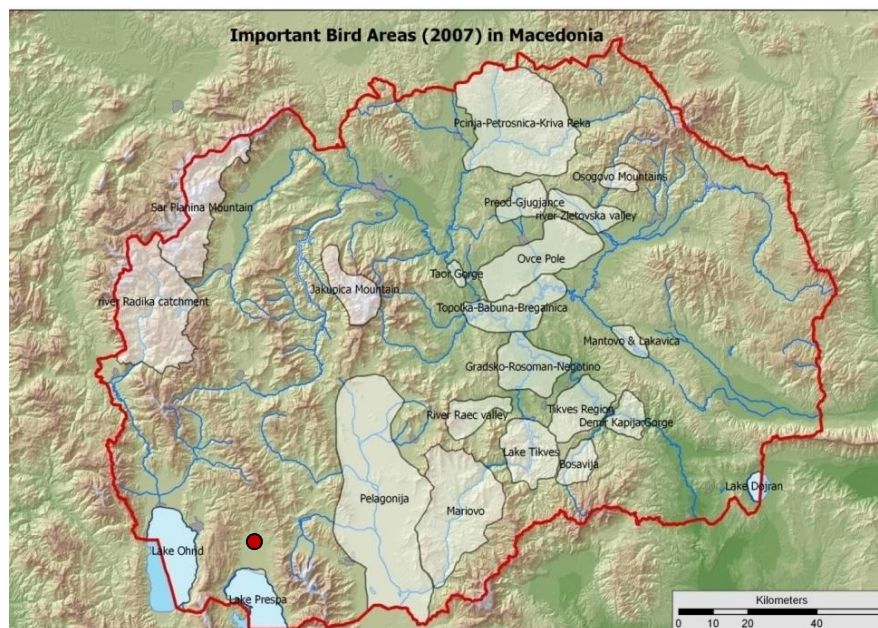 Important Bird Areas (2007) in Macedonia
Pcinja-Petrosnica-Kriva Reka
Osogovo Mountains
Preod-Gjugjance
river Zletovska valley
Sar Planina Mountain
Ovce Pole
Taor Gorge
Jakupica Mountain
river Radika catchment
Topolka-Babuna-Bregalnica
Mantovo & Lakavica
Gradsko-Rosoman-Negotino
River Raec valley
Tikves Region
Demir Kapija Gorge
Lake Tikves
Bosavija
Lake Dojran
Pelagonija
Mariovo
Lake Ohrid
Lake Prespa
Kilometers
0 10 20 40